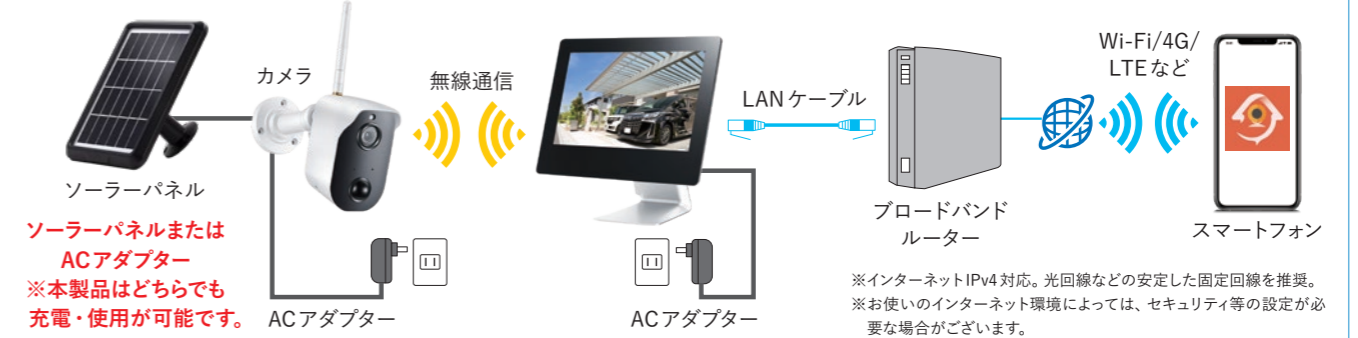 ソーラーパネル
ソーラーパネルまたは
ACアダプター
※本製品はどちらでも
充電・使用が可能です。
カメラ
ACアダプター
無線通信
ACアダプター
LANケーブル
ブロードバンド
ルーター
Wi-Fi/4G/
LTEなど
スマートフォン
※インターネットIPv4対応。光回線などの安定した固定回線を推奨。
※お使いのインターネット環境によっては、セキュリティ等の設定が必
要な場合がございます。